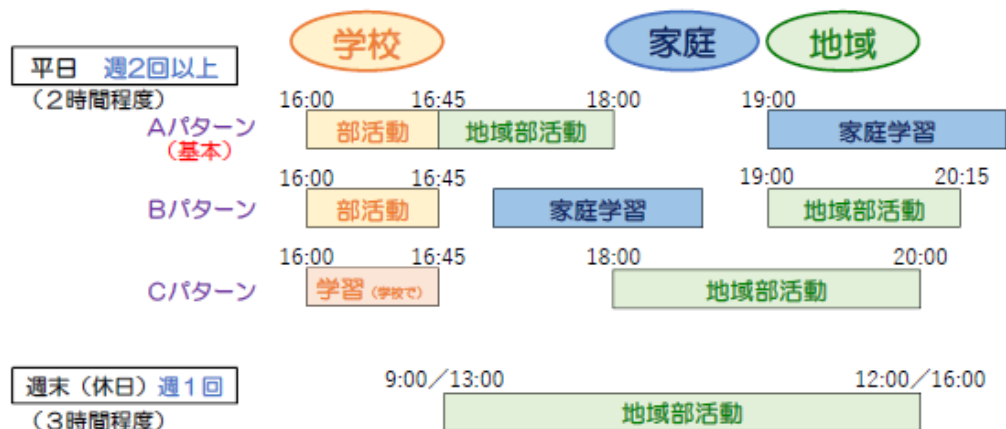 学校 家庭 地域
平日 週2回以上
(2時間程度)
16:00 16:45 18:00 19:00
Aパターン 部活動 地域部活動 家庭学習
(基本)
16:00 16:45 19:00 20:15
Bパターン 部活動 家庭学習 地域部活動
16:00 16:45 18:00 20:00
Cパターン 学習(学校で) 地域部活動
週末(休日)週1回 9:00/13:00 12:00/16:00
(3時間程度) 地域部活動